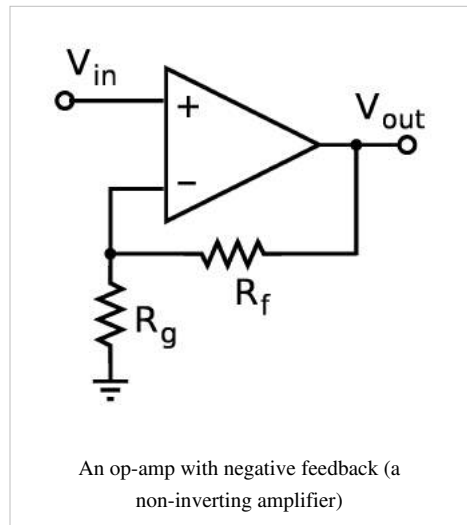 Vin
+
Vout
−
Rf
Rg
An op-amp with negative feedback (a
non-inverting amplifier)